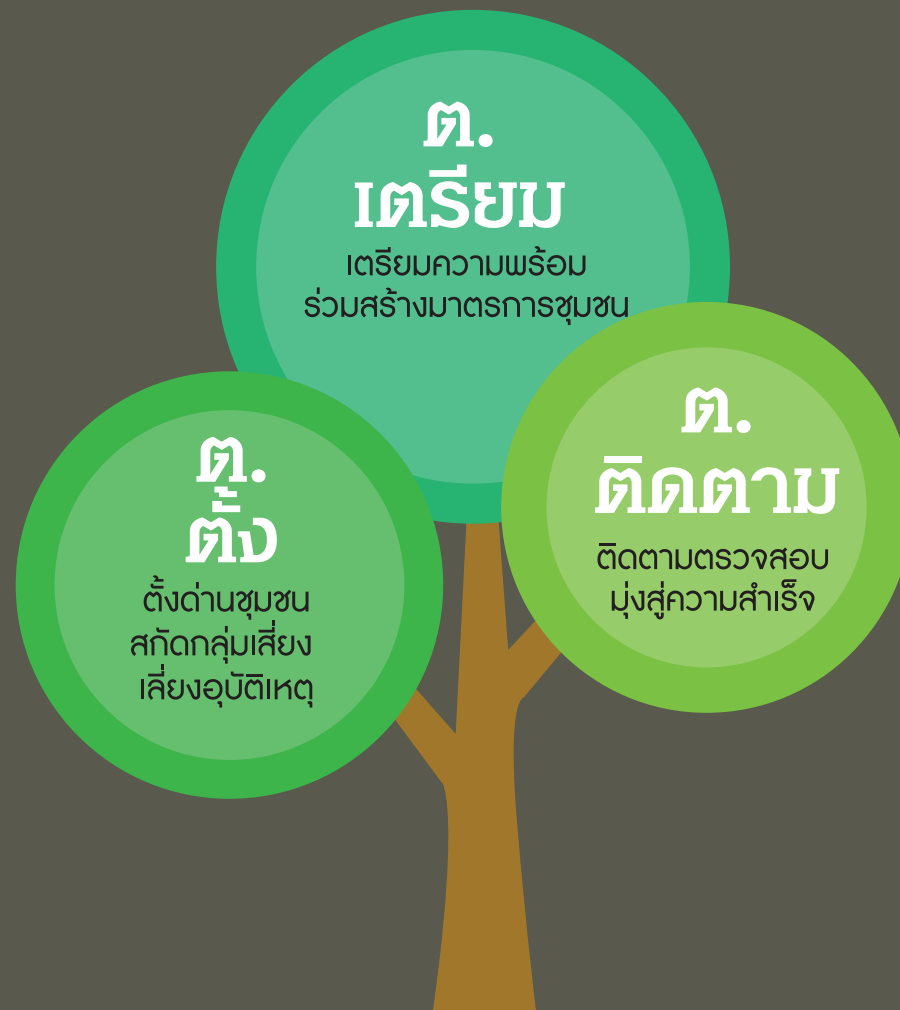 ต.
เตรียม
เตรียมความพร้อม
ร่วมสร้างมาตรการชุมชน
ต.
ตั้ง
ตั้งด่านชุมชน
สกัดกลุ่มเสี่ยง
เลี่ยงอุบัติเหตุ
ต.
ติดตาม
ติดตามตรวจสอบ
มุ่งสู่ความสำเร็จ